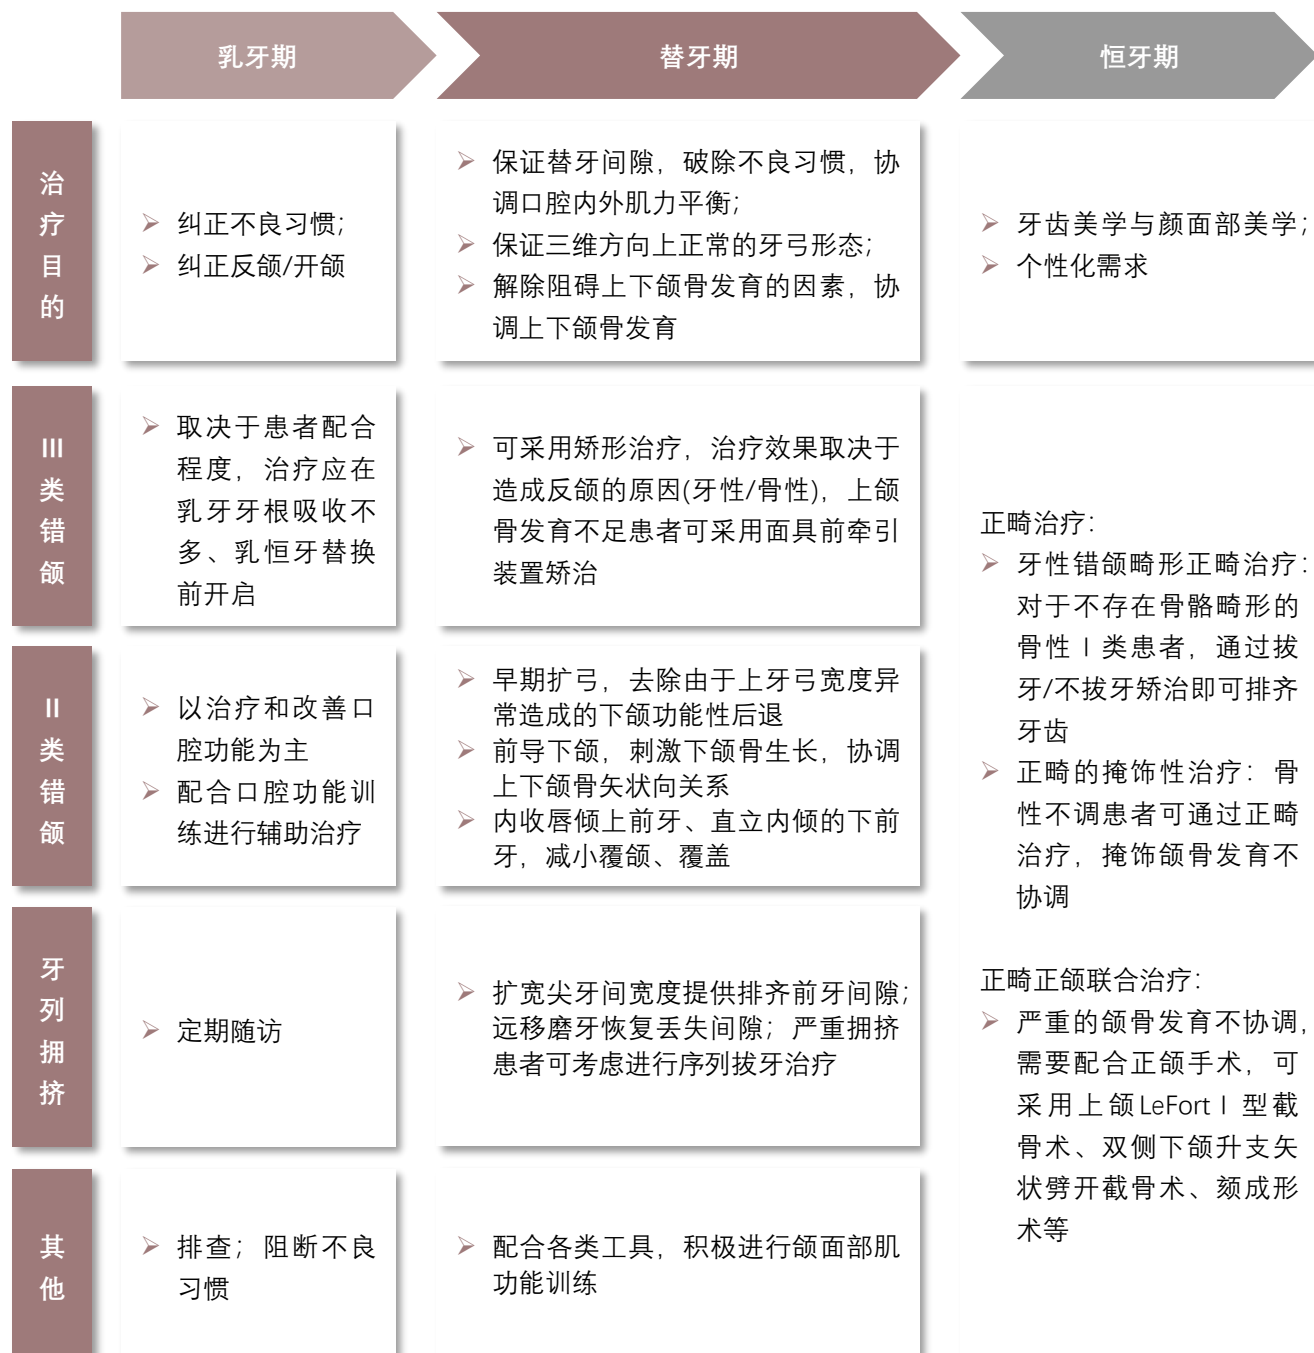 乳牙期
替牙期
恒牙期
治疗目的
纠正不良习惯；
纠正反颌/开颌
保证替牙间隙，破除不良习惯，协
调口腔内外肌力平衡；
保证三维方向上正常的牙弓形态；
解除阻碍上下颌骨发育的因素，协
调上下颌骨发育
牙齿美学与颜面部美学；
个性化需求
III类错颌
取决于患者配合
程度，治疗应在
乳牙牙根吸收不
多、乳恒牙替换
前开启
可采用矫形治疗，治疗效果取决于
造成反颌的原因(牙性/骨性)，上颌
骨发育不足患者可采用面具前牵引
装置矫治
II类错颌
以治疗和改善口
腔功能为主
配合口腔功能训
练进行辅助治疗
早期扩弓，去除由于上牙弓宽度异
常造成的下颌功能性后退
前导下颌，刺激下颌骨生长，协调
上下颌骨矢状向关系
内收唇倾上前牙、直立内倾的下前
牙，减小覆颌、覆盖
牙列拥挤
定期随访
扩宽尖牙间宽度提供排齐前牙间隙；
远移磨牙恢复丢失间隙；严重拥挤
患者可考虑进行序列拔牙治疗
其他
排查；阻断不良
习惯
配合各类工具，积极进行颌面部肌
功能训练
正畸治疗：
牙性错颌畸形正畸治疗：
对于不存在骨骼畸形的
骨性 I 类患者，通过拔
牙/不拔牙矫治即可排齐
牙齿
正畸的掩饰性治疗：骨
性不调患者可通过正畸
治疗，掩饰颌骨发育不
协调
正畸正颌联合治疗：
严重的颌骨发育不协调，
需要配合正颌手术，可
采用上颌LeFort I 型截
骨术、双侧下颌升支矢
状劈开截骨术、颏成形
术等